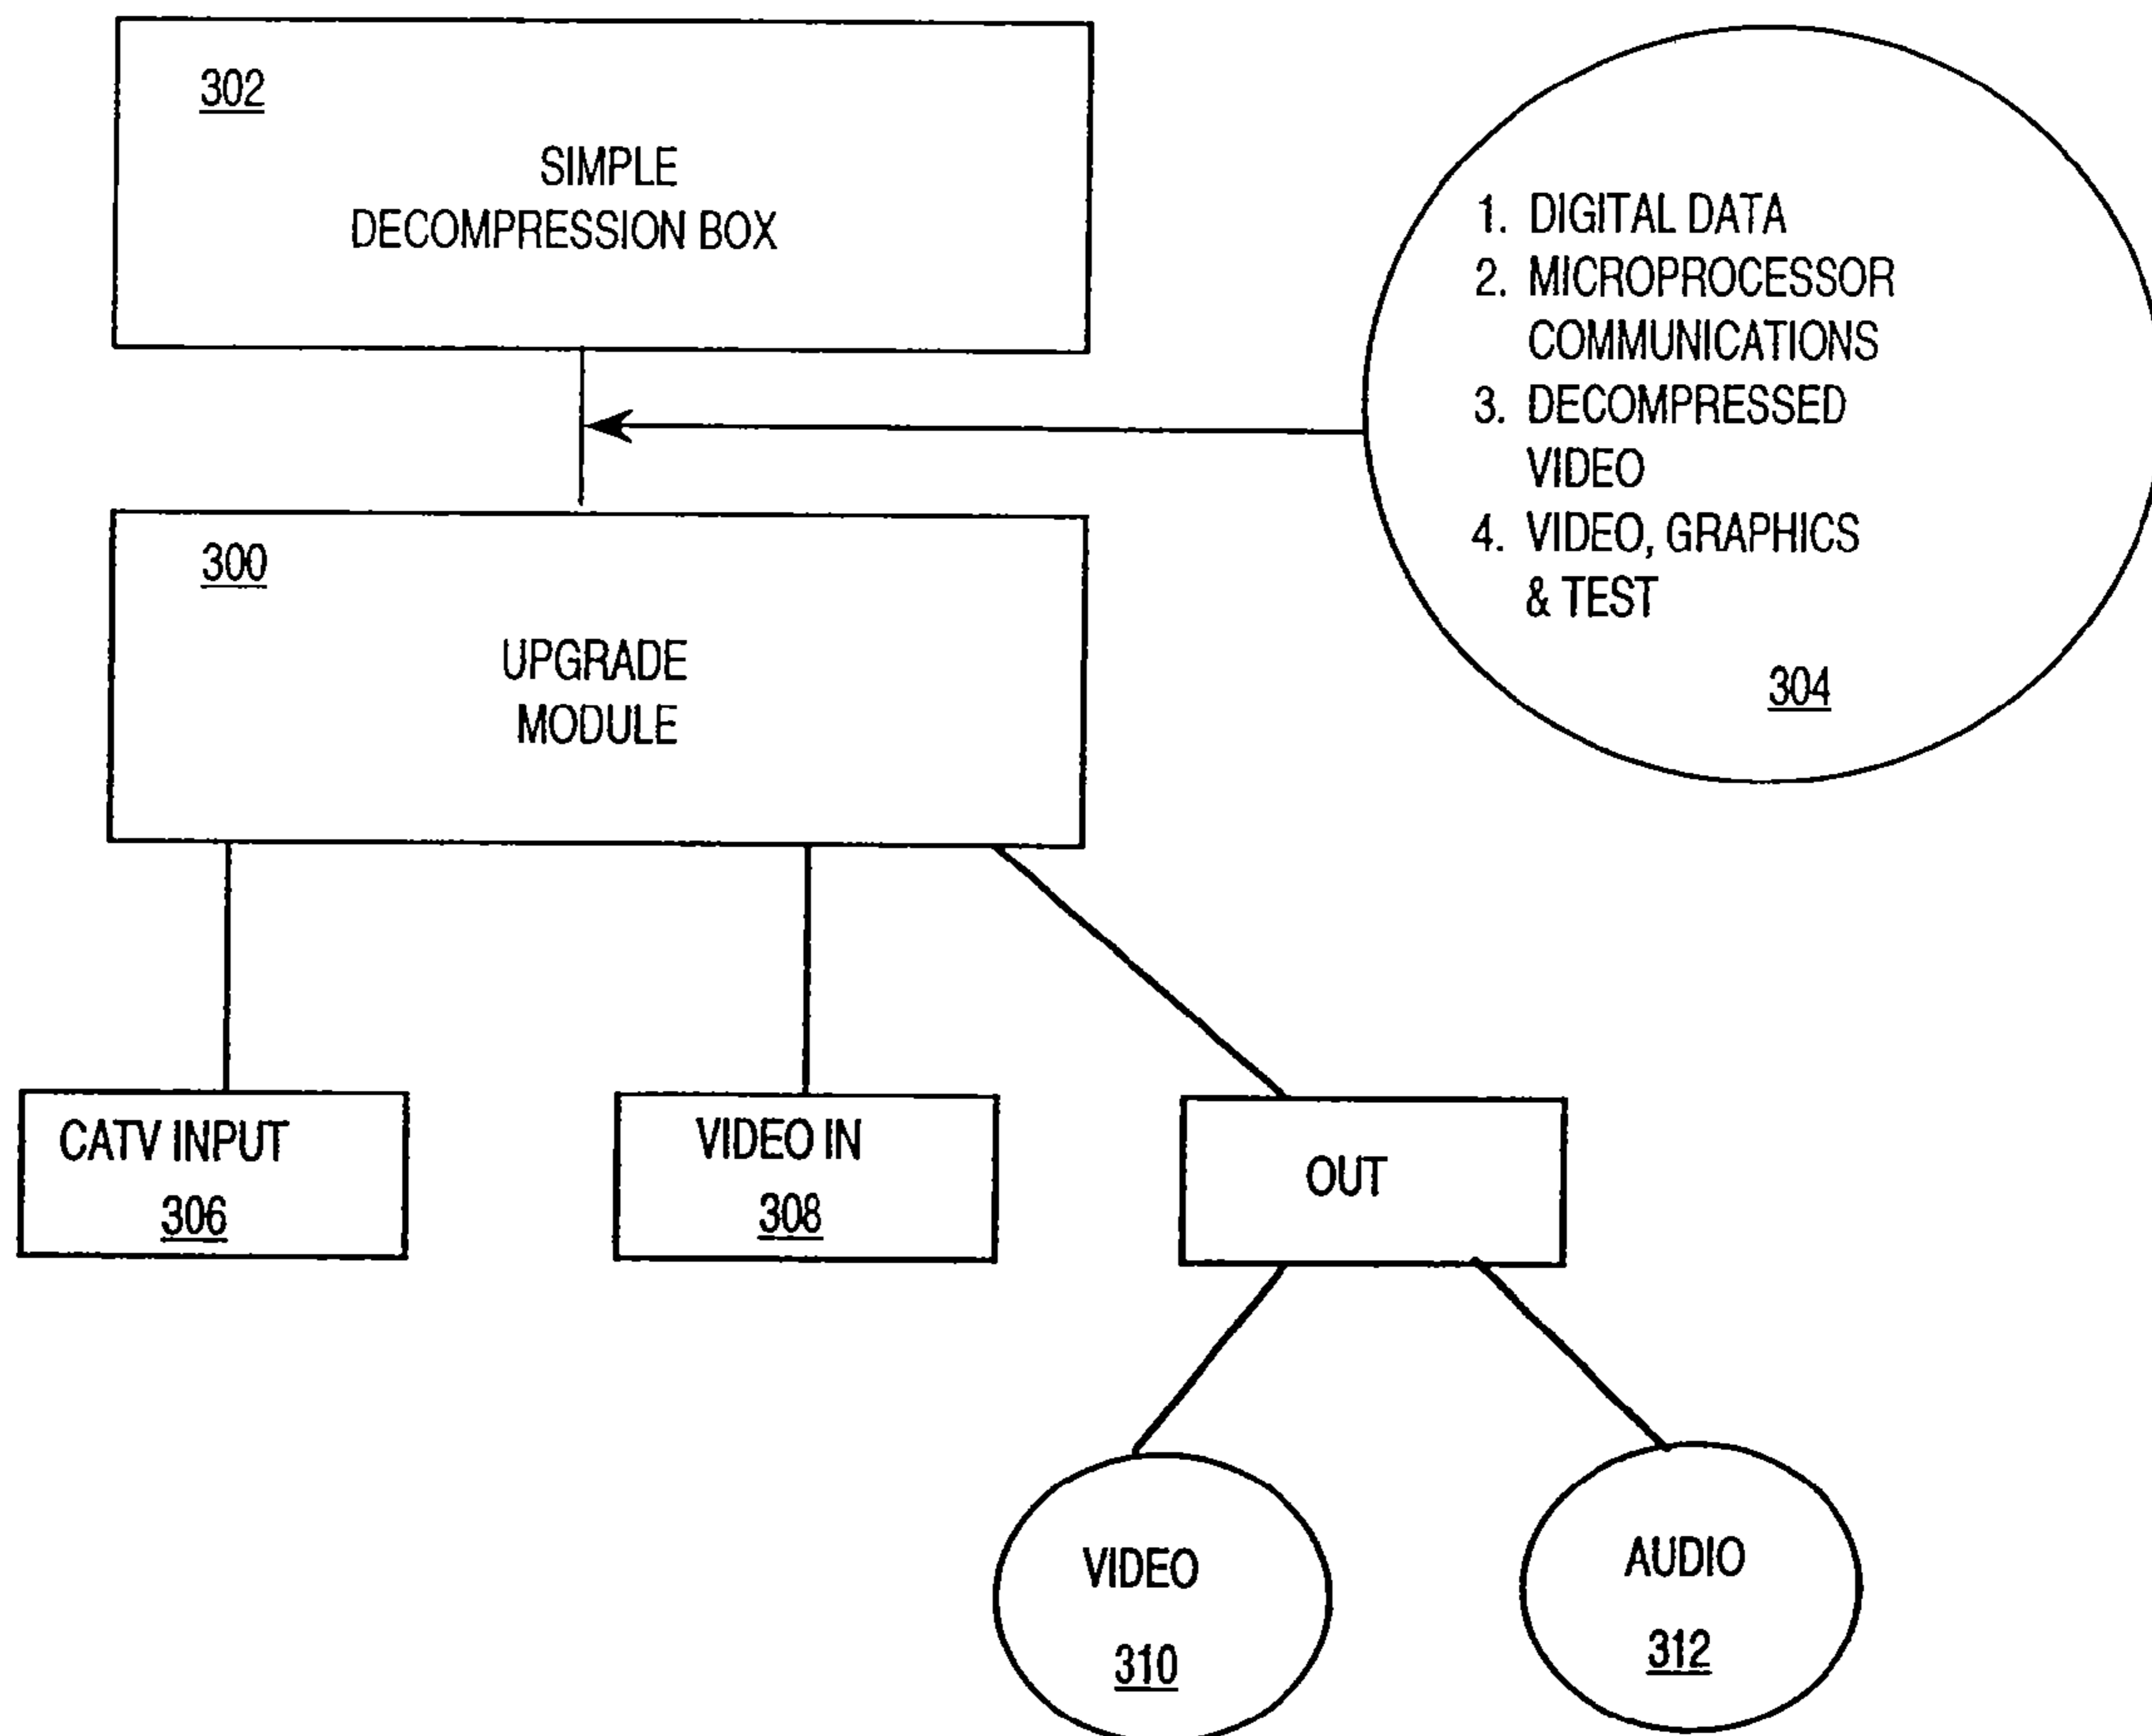 302
SIMPLE
DECOMPRESSION BOX
1. DIGITAL DATA
2. MICROPROCESSOR
COMMUNICATIONS
3. DECOMPRESSED
VIDEO
4. VIDEO, GRAPHICS
& TEST
304
300
UPGRADE
MODULE
CATV INPUT
306
VIDEO IN
308
OUT
VIDEO
310
AUDIO
312